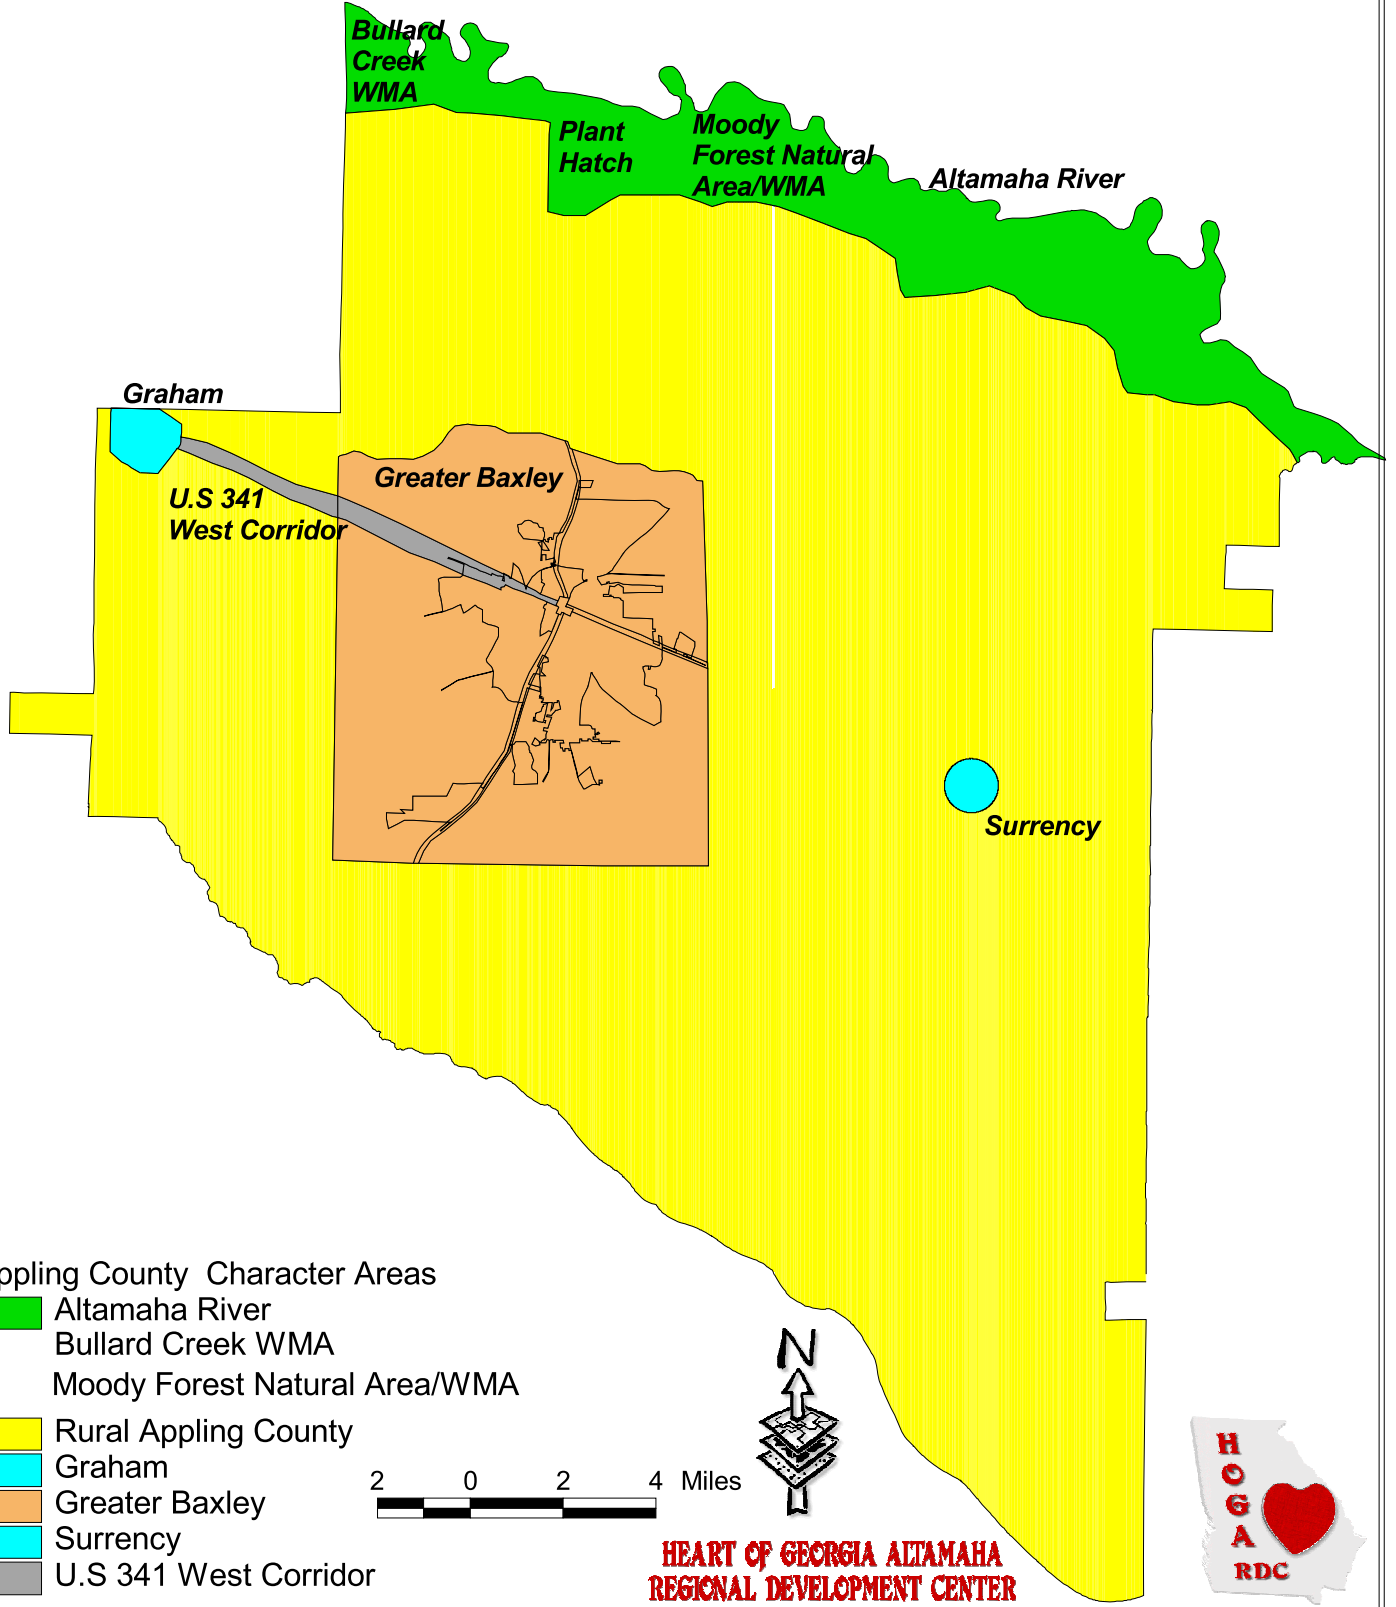 Bullard
Creek
WMA
Plant
Hatch
Moody
Forest Natural
Area/WMA
Altamaha River
Graham
U.S 341
West Corridor
Greater Baxley
Surrency
ppling County  Character Areas
Altamaha River
Bullard Creek WMA
Moody Forest Natural Area/WMA
Rural Appling County
Graham
Greater Baxley
Surrency
U.S 341 West Corridor
2 0 2 4 Miles
N
HEART OF GEORGIA ALTAMAHA
REGIONAL DEVELOPMENT CENTER
H
O
G
A
RDC